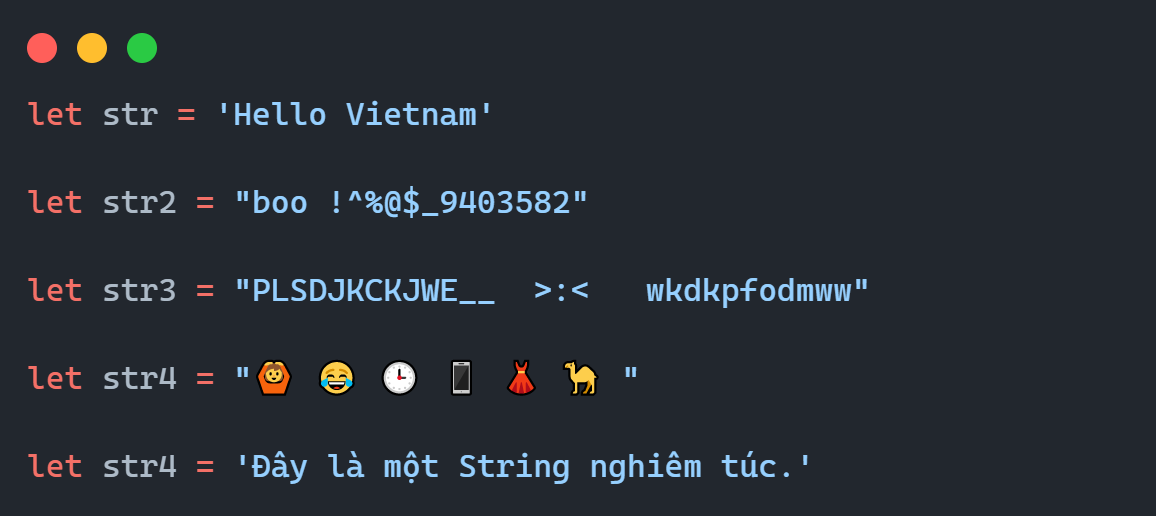 let str = 'Hello Vietnam'
let str2 = "boo !^%@$_9403582"
let str3 = "PLSDJKCKJWE__  >:<   wkdkpfodmww"
let str4 = "🙆 😂 🕒 📱 👗 🐪 "
let str4 = 'Đây là một String nghiêm túc.'